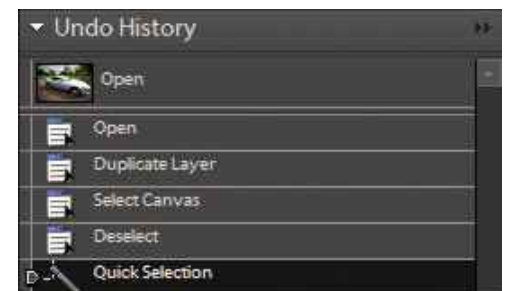 Undo History
Open
Open
Duplicate Layer
Select Canvas
Deselect
Quick Selection